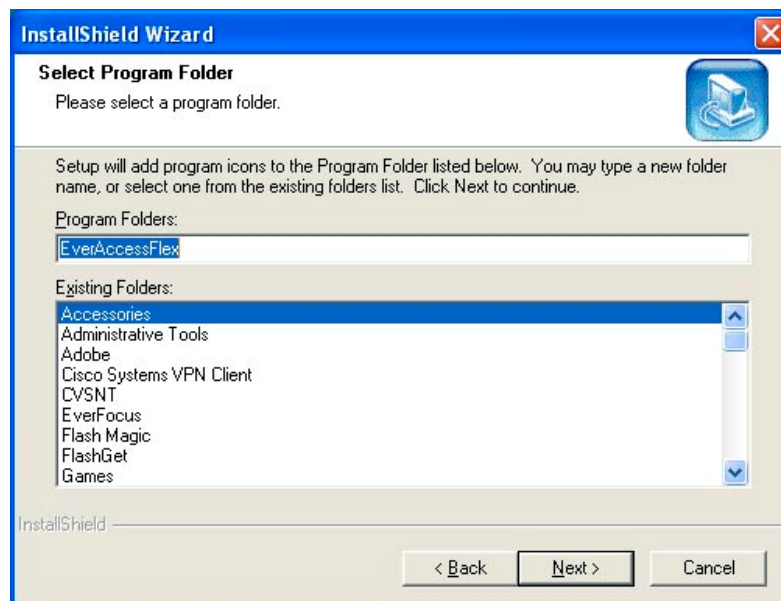 InstallShield Wizard
Select Program Folder
Please select a program folder.
Setup will add program icons to the Program Folder listed below. You may type a new folder
name, or select one from the existing folders list. Click Next to continue.
Program Folders:
EverAccessFlex
Existing Folders:
Accessories
Administrative Tools
Adobe
Cisco Systems VPN Client
CVSNT
EverFocus
Flash Magic
FlashGet
Games
InstallShield
< Back
Next >
Cancel